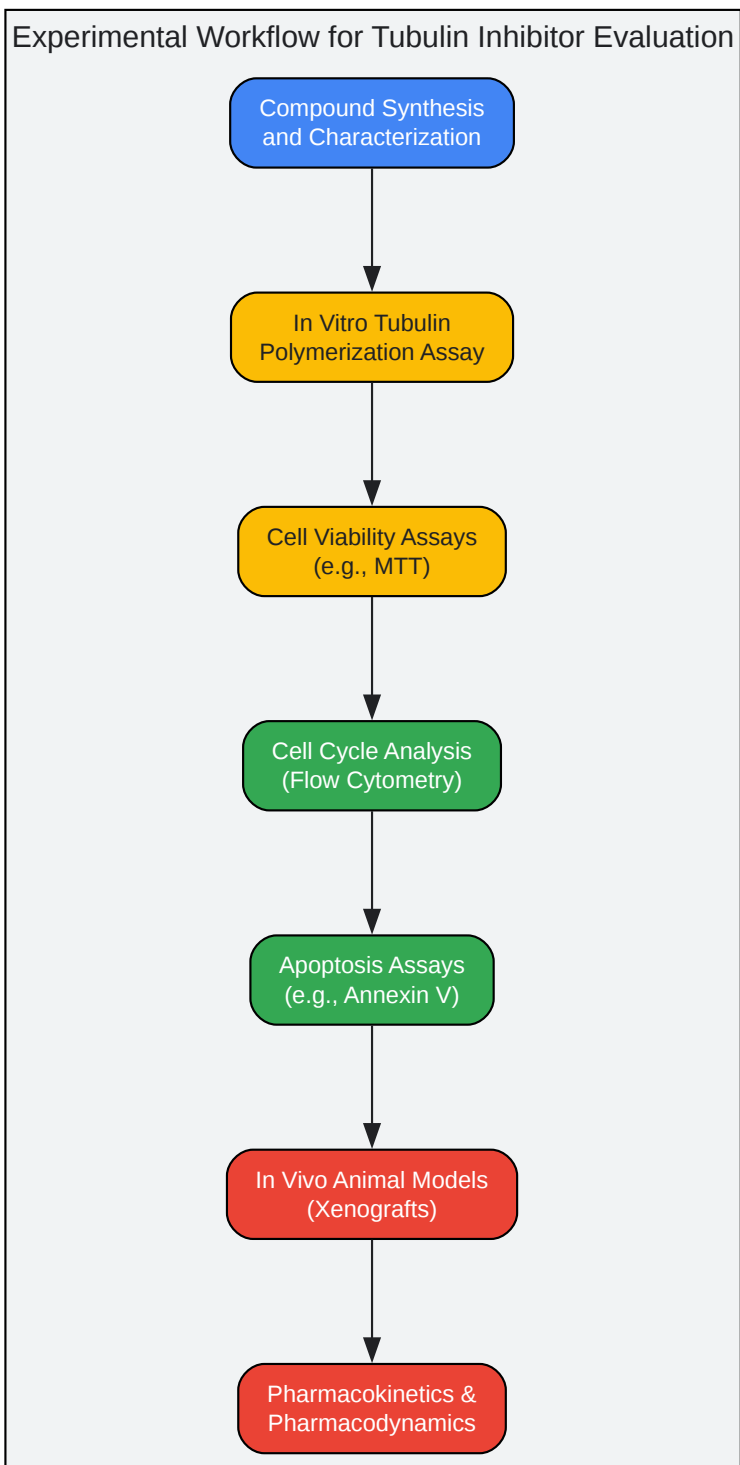 Experimental Workflow for Tubulin Inhibitor Evaluation
Compound Synthesis
and Characterization
In Vitro Tubulin
Polymerization Assay
Cell Viability Assays
(e.g., MTT)
Cell Cycle Analysis
(Flow Cytometry)
Apoptosis Assays
(e.g., Annexin V)
In Vivo Animal Models
(Xenografts)
Pharmacokinetics &
Pharmacodynamics